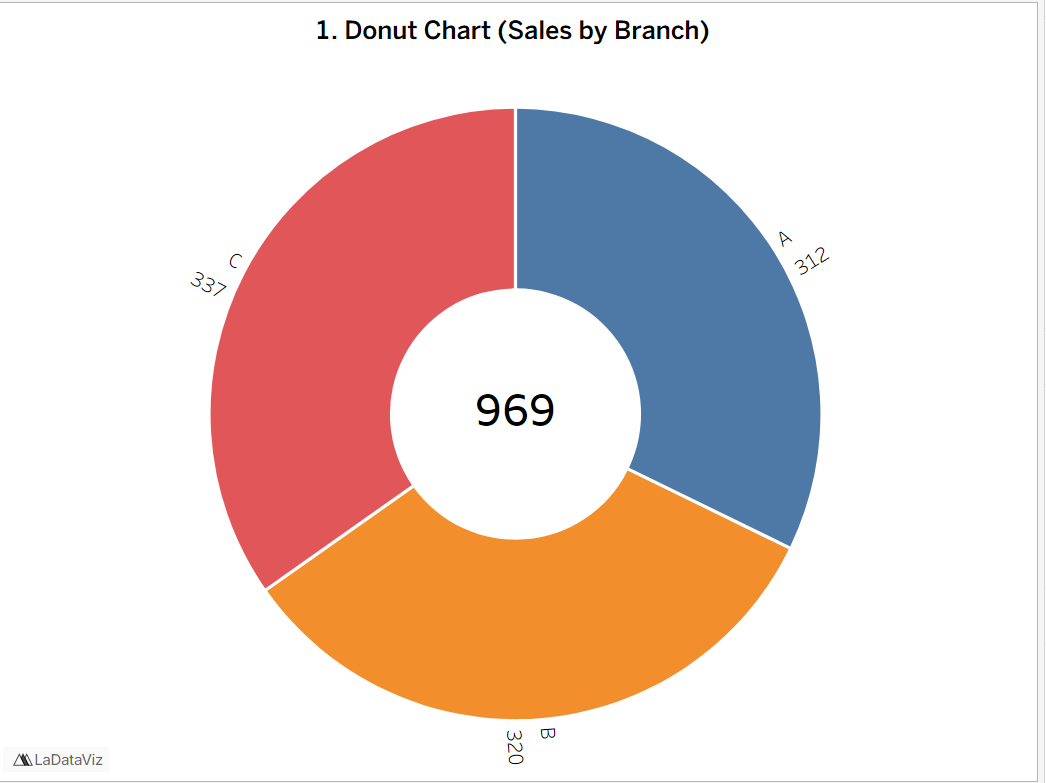 1. Donut Chart (Sales by Branch)
A
312
C
337
969
B
320
LaDataViz